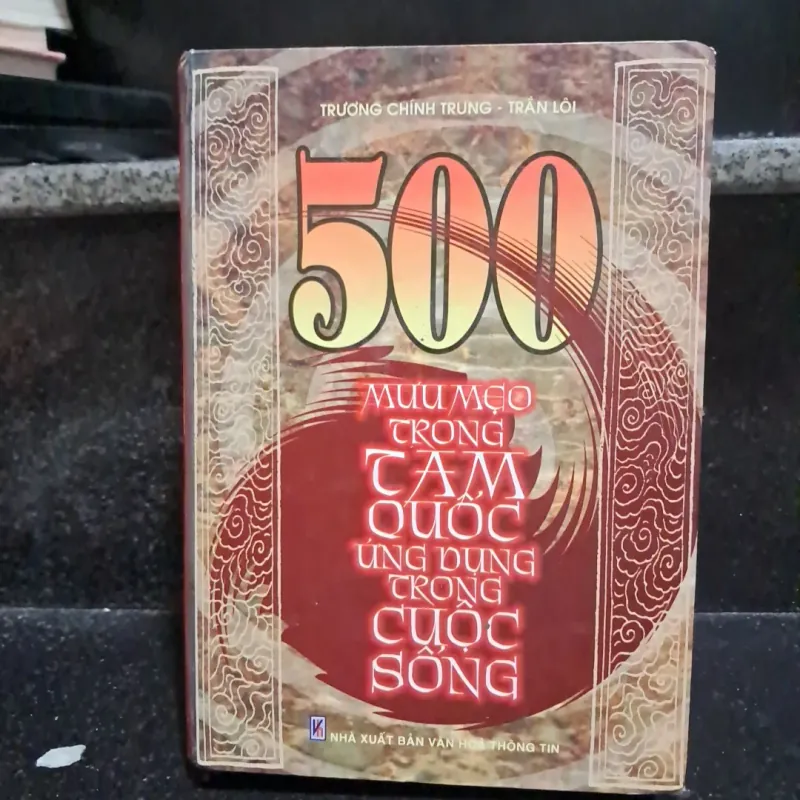 TRƯƠNG CHÍNH TRUNG - TRẦN LÔI
500
MƯU MẸO
TRONG
TAM
QUỐC
ỨNG DỤNG
TRONG
CUỘC
SỐNG
NHÀ XUẤT BẢN VĂN HOÁ THÔNG TIN